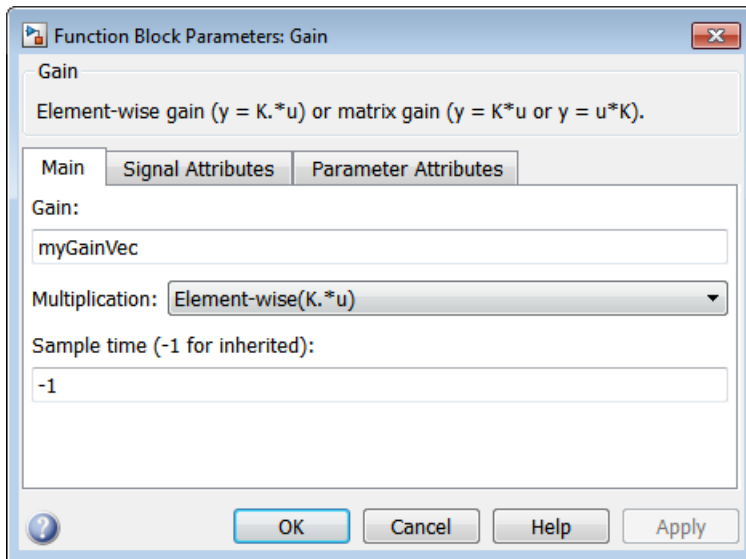 Function Block Parameters: Gain
Gain
Element-wise gain (y = K.*u) or matrix gain (y = K*u or y = u*K).
Main Signal Attributes Parameter Attributes
Gain:
myGainVec
Multiplication: Element-wise(K.*u)
Sample time (-1 for inherited):
-1
? OK Cancel Help Apply